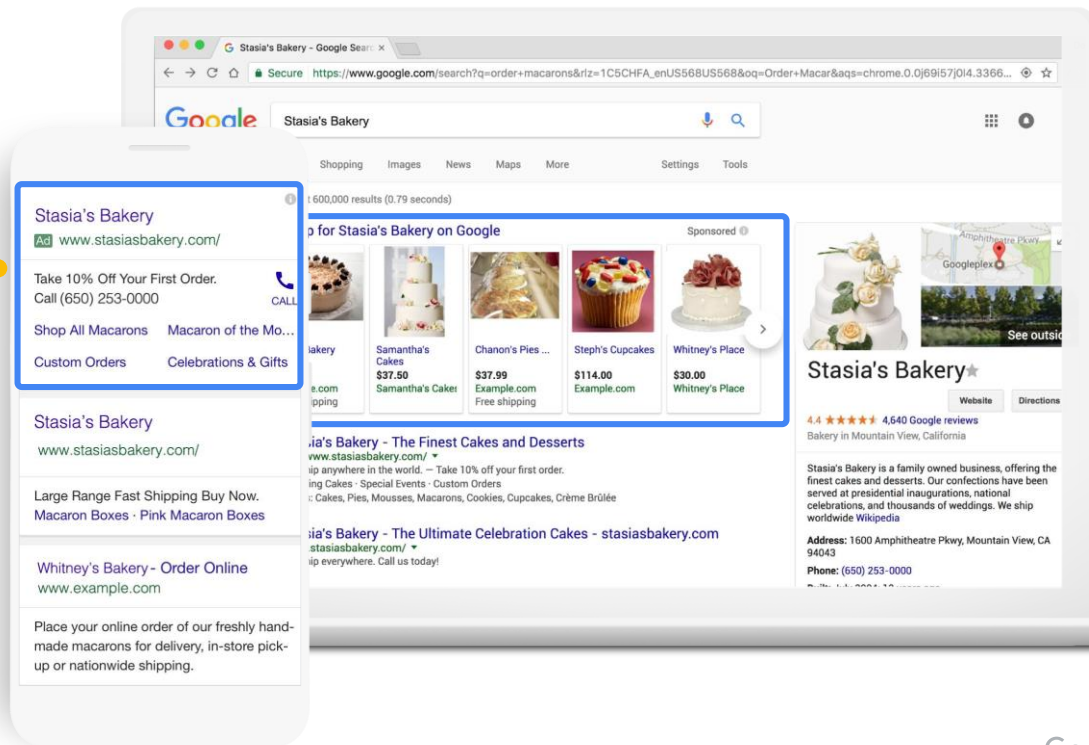 Stasia's Bakery - Google Sear
Secure https://www.google.com/search?q=order+macarons&rlz=1C5CHFA_enUS568US568&oq=Order+Macar&aqs=chrome.0.0j69i57j0l4.3366...
Google Stasia's Bakery
Shopping Images News Maps More Settings Tools
600,000 results (0.79 seconds)
for Stasia's Bakery on Google Sponsored
Samantha's Cakes
$37.50
Samantha's Cakes
Chanon's Pies ...
$37.99
Example.com
Free shipping
Steph's Cupcakes
$114.00
Example.com
Whitney's Place
$30.00
Whitney's Place
Bakery - The Finest Cakes and Desserts
www.stasiasbakery.com/
anywhere in the world. — Take 10% off your first order.
Cakes · Special Events · Custom Orders
Cakes, Pies, Mousses, Macarons, Cookies, Cupcakes, Crème Brûlée
Bakery - The Ultimate Celebration Cakes - stasiasbakery.com
stasiasbakery.com/
everywhere. Call us today!
Amphitheatre Pkwy
Googleplex
See outside
Stasia's Bakery
Website Directions
4.4 4,640 Google reviews
Bakery in Mountain View, California
Stasia's Bakery is a family owned business, offering the
finest cakes and desserts. Our confections have been
served at presidential inaugurations, national
celebrations, and thousands of weddings. We ship
worldwide Wikipedia
Address: 1600 Amphitheatre Pkwy, Mountain View, CA
94043
Phone: (650) 253-0000
Stasia's Bakery
Ad www.stasiasbakery.com/
Take 10% Off Your First Order.
Call (650) 253-0000
CALL
Shop All Macarons Macaron of the Mo...
Custom Orders Celebrations & Gifts
Stasia's Bakery
www.stasiasbakery.com/
Large Range Fast Shipping Buy Now.
Macaron Boxes · Pink Macaron Boxes
Whitney's Bakery - Order Online
www.example.com
Place your online order of our freshly hand-
made macarons for delivery, in-store pick-
up or nationwide shipping.